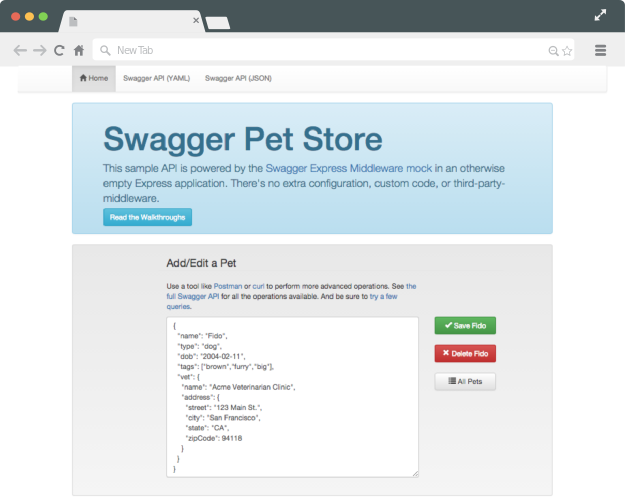 New Tab
Home Swagger API (YAML) Swagger API (JSON)
Swagger Pet Store
This sample API is powered by the Swagger Express Middleware mock in an otherwise
empty Express application. There's no extra configuration, custom code, or third-party-
middleware.
Read the Walkthroughs
Add/Edit a Pet
Use a tool like Postman or curl to perform more advanced operations. See the
full Swagger API for all the operations available. And be sure to try a few
queries.
{
"name": "Fido",
"type": "dog",
"dob": "2004-02-11",
"tags": ["brown","furry","big"],
"vet": {
"name": "Acme Veterinarian Clinic",
"address": {
"street": "123 Main St.",
"city": "San Francisco",
"state": "CA",
"zipCode": 94118
}
}
}
Save Fido
Delete Fido
All Pets